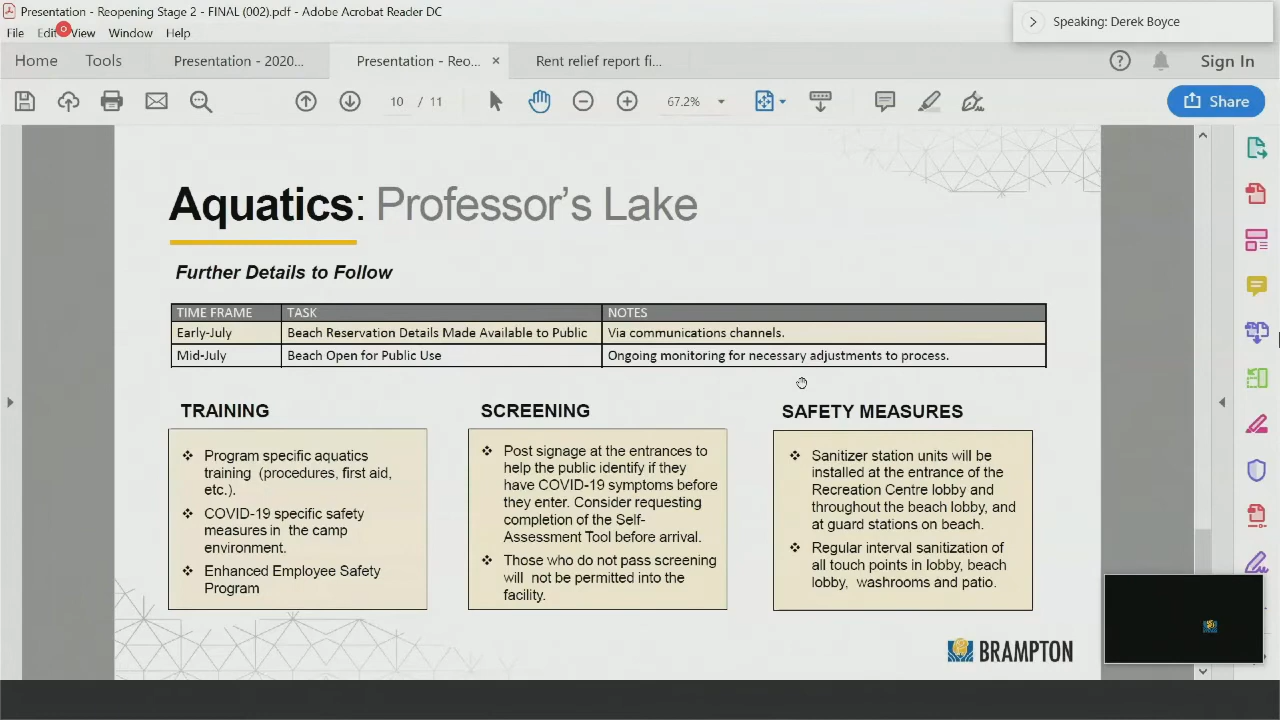 Presentation - Reopening Stage 2 - FINAL (002).pdf - Adobe Acrobat Reader DC
Speaking: Derek Boyce
File Edit View Window Help
Home Tools Presentation - 2020... Presentation - Reo... × Rent relief report fi... Sign In
10 / 11 67.2% Share
Aquatics: Professor's Lake
Further Details to Follow
TIME FRAME TASK NOTES
Early-July Beach Reservation Details Made Available to Public Via communications channels.
Mid-July Beach Open for Public Use Ongoing monitoring for necessary adjustments to process.
TRAINING
❖ Program specific aquatics
training (procedures, first aid,
etc.).
❖ COVID-19 specific safety
measures in the camp
environment.
❖ Enhanced Employee Safety
Program
SCREENING
❖ Post signage at the entrances to
help the public identify if they
have COVID-19 symptoms before
they enter. Consider requesting
completion of the Self-
Assessment Tool before arrival.
❖ Those who do not pass screening
will not be permitted into the
facility.
SAFETY MEASURES
❖ Sanitizer station units will be
installed at the entrance of the
Recreation Centre lobby and
throughout the beach lobby, and
at guard stations on beach.
❖ Regular interval sanitization of
all touch points in lobby, beach
lobby, washrooms and patio.
BRAMPTON